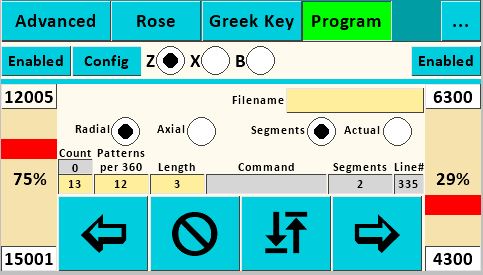 Advanced Rose Greek Key Program ...
Enabled Config Z X B Enabled
12005 Filename 6300
Radial Axial Segments Actual
Count Patterns per 360 Length Command Segments Line#
0
75% 13 12 3 2 335 29%
15001 4300